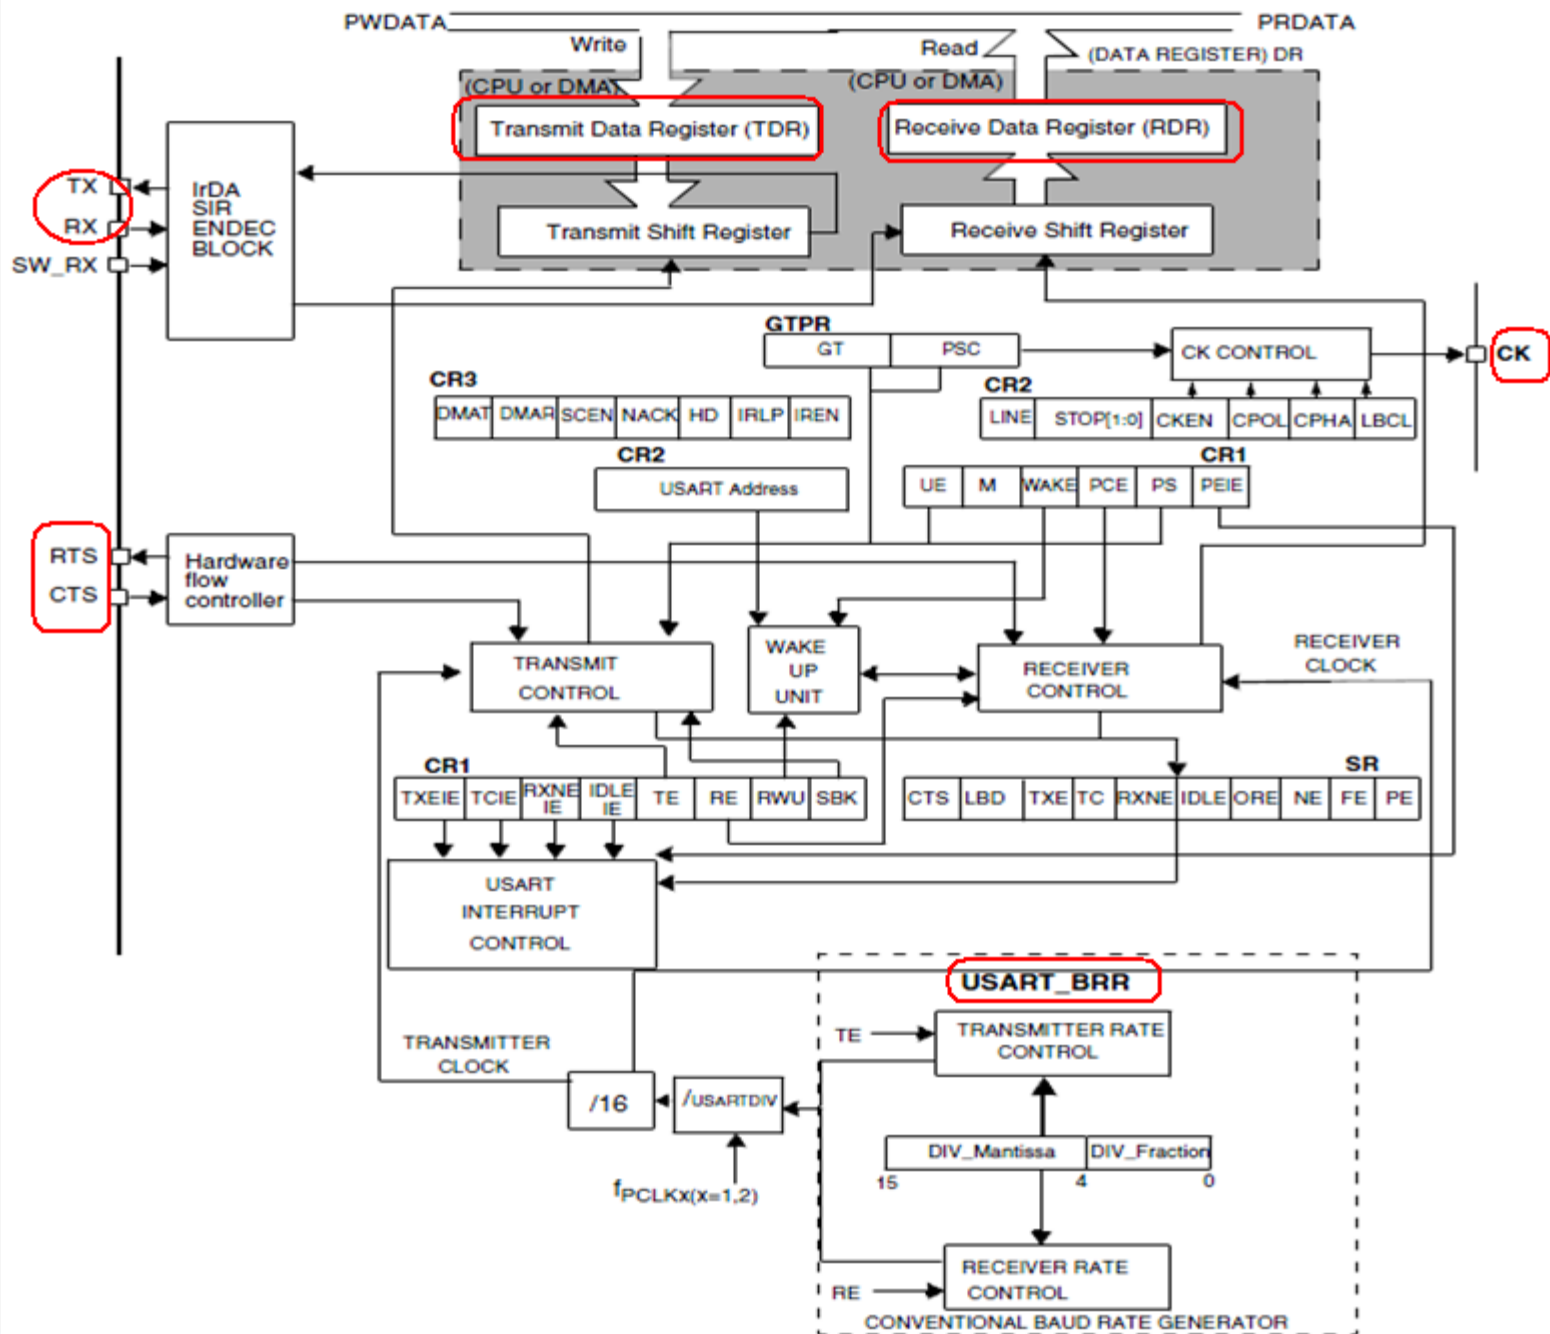 PWDATA
PRDATA
Write
Read
(DATA REGISTER) DR
(CPU or DMA)
(CPU or DMA)
Transmit Data Register (TDR)
Receive Data Register (RDR)
TX
RX
SW_RX
IrDA
SIR
ENDEC
BLOCK
Transmit Shift Register
Receive Shift Register
GTPR
GT
PSC
CK CONTROL
CK
CR3
DMAT
DMAR
SCEN
NACK
HD
IRLP
IREN
CR2
LINE
STOP[1:0]
CKEN
CPOL
CPHA
LBCL
CR2
USART Address
CR1
UE
M
WAKE
PCE
PS
PEIE
RTS
CTS
Hardware
flow
controller
TRANSMIT
CONTROL
WAKE
UP
UNIT
RECEIVER
CONTROL
RECEIVER
CLOCK
CR1
TXEIE
TCIE
RXNE
IE
IDLE
IE
TE
RE
RWU
SBK
SR
CTS
LBD
TXE
TC
RXNE
IDLE
ORE
NE
FE
PE
USART
INTERRUPT
CONTROL
USART_BRR
TE
TRANSMITTER RATE
CONTROL
TRANSMITTER
CLOCK
/16
/USARTDIV
fPCLKx(x=1,2)
DIV_Mantissa
DIV_Fraction
15
4
0
RE
RECEIVER RATE
CONTROL
CONVENTIONAL BAUD RATE GENERATOR